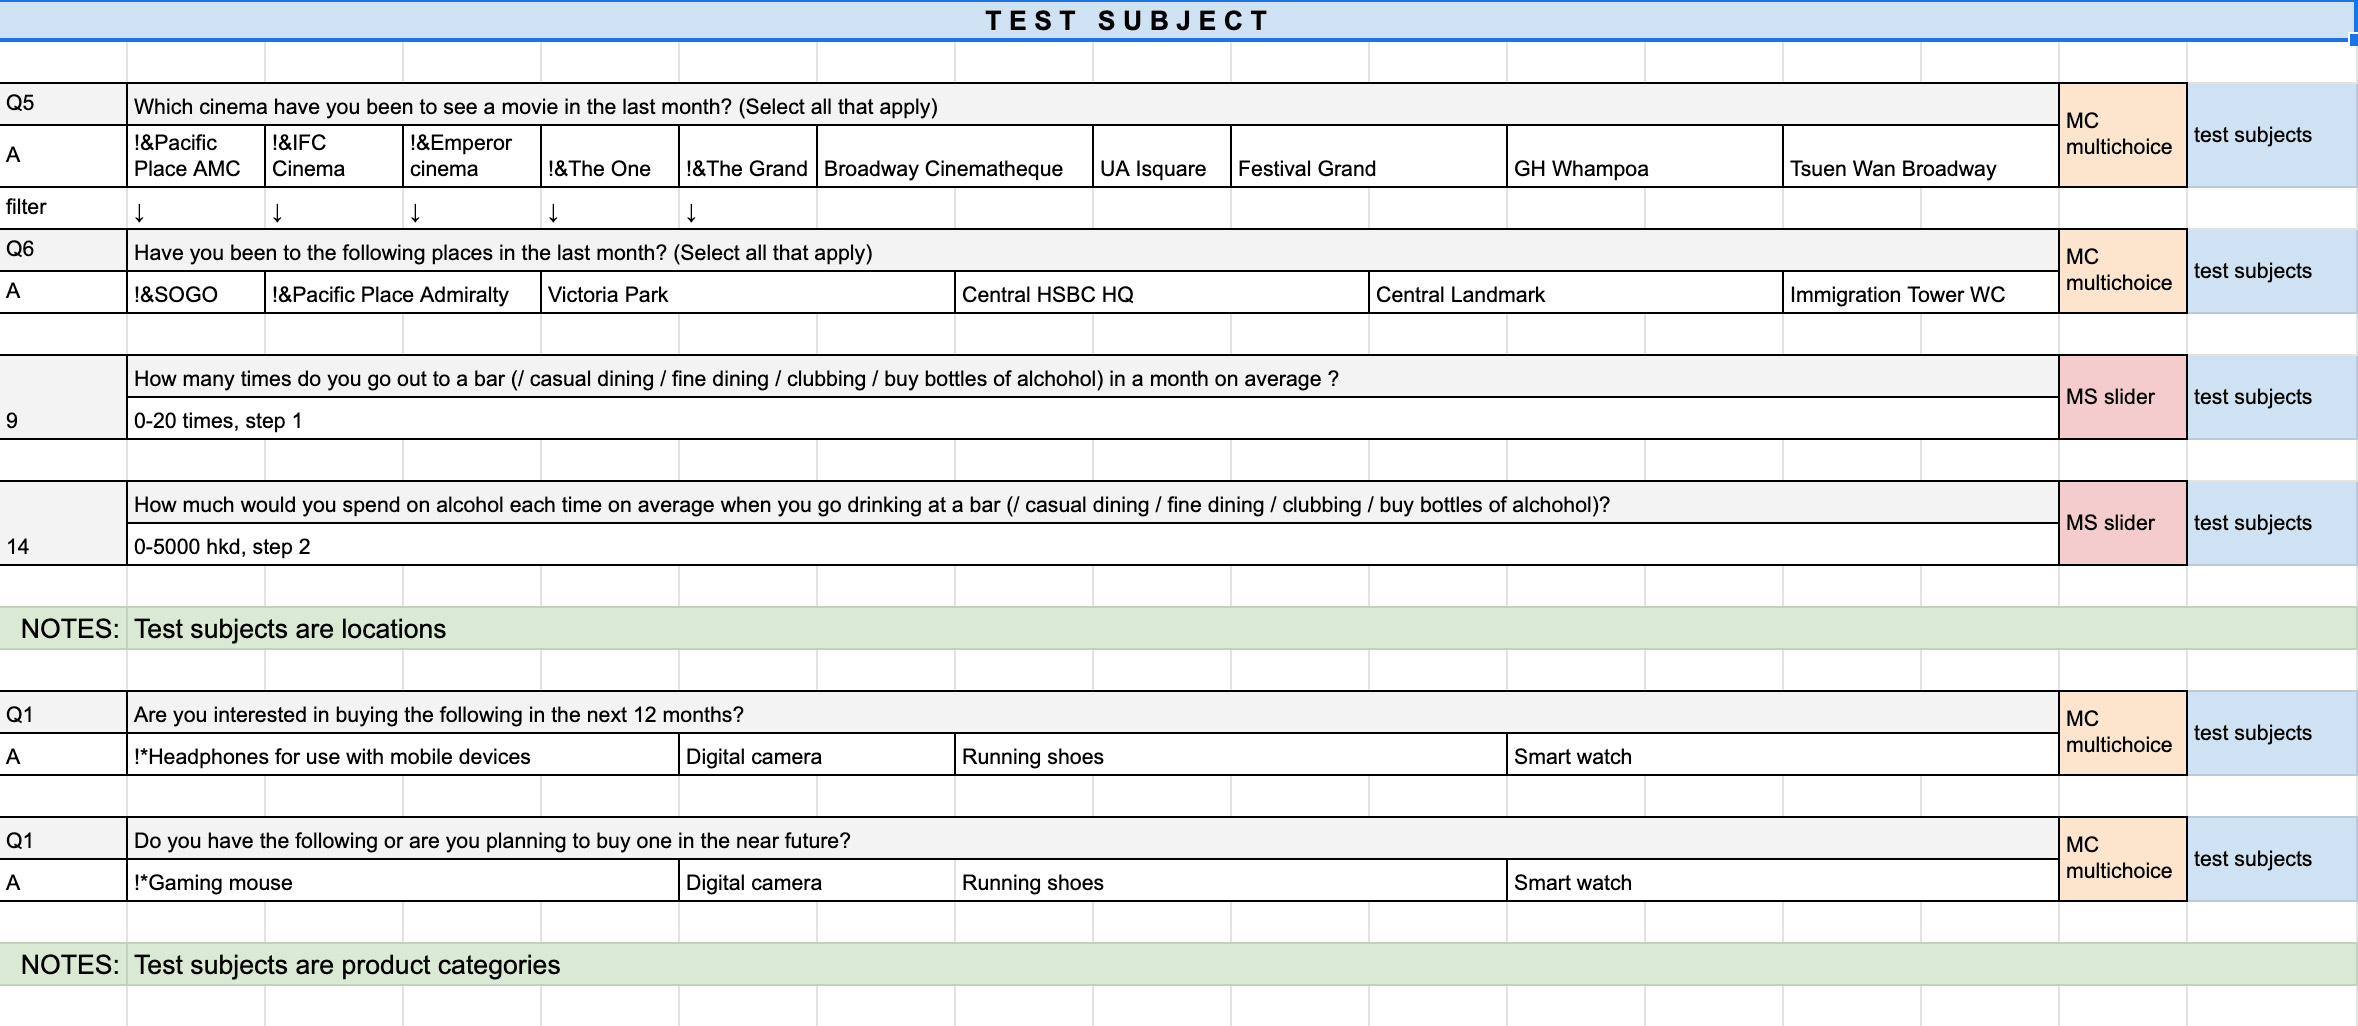 TEST SUBJECT
Q5 Which cinema have you been to see a movie in the last month? (Select all that apply) MC multichoice test subjects
A !&Pacific Place AMC !&IFC Cinema !&Emperor cinema !&The One !&The Grand Broadway Cinematheque UA Isquare Festival Grand GH Whampoa Tsuen Wan Broadway
filter ↓ ↓ ↓ ↓ ↓
Q6 Have you been to the following places in the last month? (Select all that apply) MC multichoice test subjects
A !&SOGO !&Pacific Place Admiralty Victoria Park Central HSBC HQ Central Landmark Immigration Tower WC
How many times do you go out to a bar (/ casual dining / fine dining / clubbing / buy bottles of alchohol) in a month on average ? MS slider test subjects
9 0-20 times, step 1
How much would you spend on alcohol each time on average when you go drinking at a bar (/ casual dining / fine dining / clubbing / buy bottles of alchohol)? MS slider test subjects
14 0-5000 hkd, step 2
NOTES: Test subjects are locations
Q1 Are you interested in buying the following in the next 12 months? MC multichoice test subjects
A !*Headphones for use with mobile devices Digital camera Running shoes Smart watch
Q1 Do you have the following or are you planning to buy one in the near future? MC multichoice test subjects
A !*Gaming mouse Digital camera Running shoes Smart watch
NOTES: Test subjects are product categories